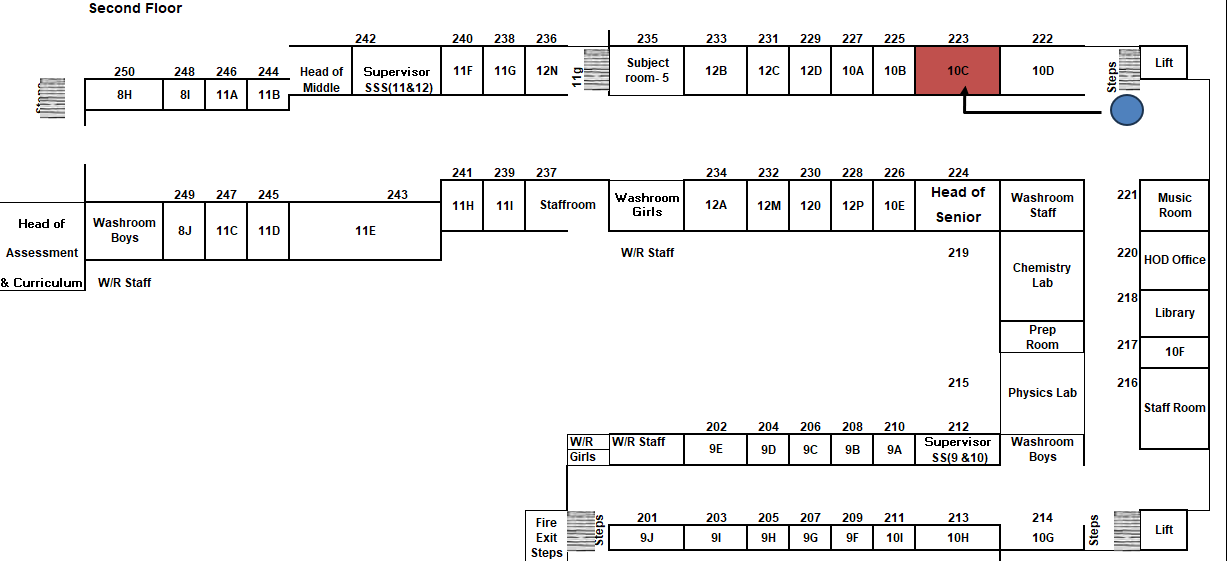 Second Floor
242 240 238 236 235 233 231 229 227 225 223 222
250 248 246 244
Head of
Middle
Supervisor
SSS(11&12)
11F 11G 12N
11g
Subject
room- 5
12B 12C 12D 10A 10B 10C 10D
Steps
Lift
Steps
8H 8I 11A 11B
241 239 237 234 232 230 228 226 224
249 247 245 243
11H 11I Staffroom
Washroom
Girls
12A 12M 120 12P 10E
Head of
Senior
Washroom
Staff
221
Music
Room
Head of
Assessment
& Curriculum
Washroom
Boys
8J 11C 11D 11E
W/R Staff
W/R Staff
219
Chemistry
Lab
220
HOD Office
218
Library
Prep
Room
217
10F
215
Physics Lab
216
Staff Room
202 204 206 208 210 212
W/R
Girls
W/R Staff
9E 9D 9C 9B 9A
Supervisor
SS(9 &10)
Washroom
Boys
201 203 205 207 209 211 213 214
Fire
Exit
Steps
Steps
9J 9I 9H 9G 9F 10I 10H 10G
Steps
Lift